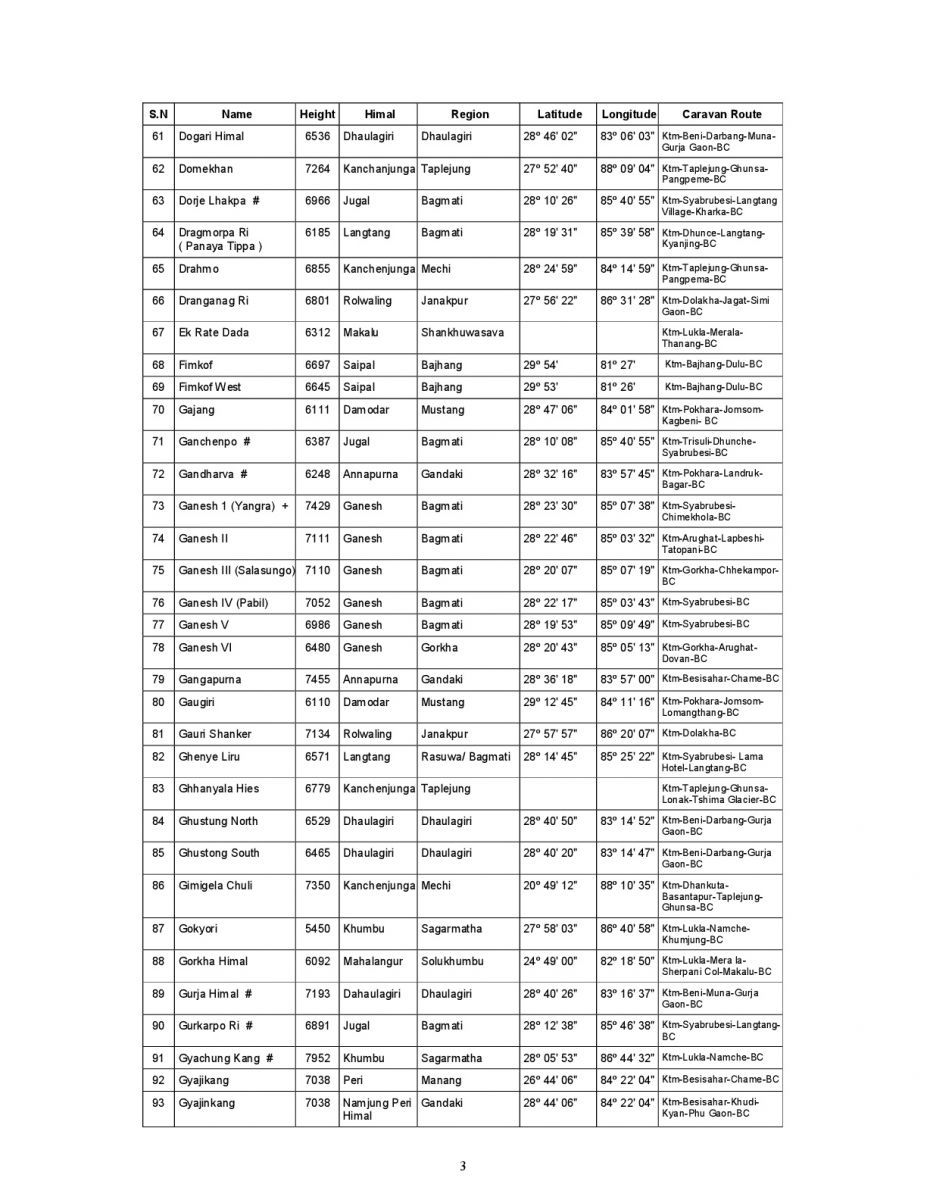 S.N Name Height Himal Region Latitude Longitude Caravan Route
61 Dogari Himal 6536 Dhaulagiri Dhaulagiri 28° 46' 02" 83° 06' 03" Ktm-Beni-Darbang-Muna-
Gurja Gaon-BC
62 Domekhan 7264 Kanchanjunga Taplejung 27° 52' 40" 88° 09' 04" Ktm-Taplejung-Ghunsa-
Pangpeme-BC
63 Dorje Lhakpa # 6966 Jugal Bagmati 28° 10' 26" 85° 40' 55" Ktm-Syabrubesi-Langtang
Village-Kharka-BC
64 Dragmorpa Ri 6185 Langtang Bagmati 28° 19' 31" 85° 39' 58" Ktm-Dhunce-Langtang-
( Panaya Tippa ) Kyanjing-BC
65 Drahmo 6855 Kanchenjunga Mechi 28° 24' 59" 84° 14' 59" Ktm-Taplejung-Ghunsa-
Pangpema-BC
66 Dranganag Ri 6801 Rolwaling Janakpur 27° 56' 22" 86° 31' 28" Ktm-Dolakha-Jagat-Simi
Gaon-BC
67 Ek Rate Dada 6312 Makalu Shankhuwasava Ktm-Lukla-Merala-
Thanang-BC
68 Fimkof 6697 Saipal Bajhang 29° 54' 81° 27' Ktm-Bajhang-Dulu-BC
69 Fimkof West 6645 Saipal Bajhang 29° 53' 81° 26' Ktm-Bajhang-Dulu-BC
70 Gajang 6111 Damodar Mustang 28° 47' 06" 84° 01' 58" Ktm-Pokhara-Jomsom-
Kagbeni- BC
71 Ganchenpo # 6387 Jugal Bagmati 28° 10' 08" 85° 40' 55" Ktm-Trisuli-Dhunche-
Syabrubesi-BC
72 Gandharva # 6248 Annapurna Gandaki 28° 32' 16" 83° 57' 45" Ktm-Pokhara-Landruk-
Bagar-BC
73 Ganesh 1 (Yangra) + 7429 Ganesh Bagmati 28° 23' 30" 85° 07' 38" Ktm-Syabrubesi-
Chimekhola-BC
74 Ganesh II 7111 Ganesh Bagmati 28° 22' 46" 85° 03' 32" Ktm-Arughat-Lapbeshi-
Tatopani-BC
75 Ganesh III (Salasungo) 7110 Ganesh Bagmati 28° 20' 07" 85° 07' 19" Ktm-Gorkha-Chhekampor-
BC
76 Ganesh IV (Pabil) 7052 Ganesh Bagmati 28° 22' 17" 85° 03' 43" Ktm-Syabrubesi-BC
77 Ganesh V 6986 Ganesh Bagmati 28° 19' 53" 85° 09' 49" Ktm-Syabrubesi-BC
78 Ganesh VI 6480 Ganesh Gorkha 28° 20' 43" 85° 05' 13" Ktm-Gorkha-Arughat-
Dovan-BC
79 Gangapurna 7455 Annapurna Gandaki 28° 36' 18" 83° 57' 00" Ktm-Besisahar-Chame-BC
80 Gaugiri 6110 Damodar Mustang 29° 12' 45" 84° 11' 16" Ktm-Pokhara-Jomsom-
Lomangthang-BC
81 Gauri Shanker 7134 Rolwaling Janakpur 27° 57' 57" 86° 20' 07" Ktm-Dolakha-BC
82 Ghenye Liru 6571 Langtang Rasuwa/ Bagmati 28° 14' 45" 85° 25' 22" Ktm-Syabrubesi- Lama
Hotel-Langtang-BC
83 Ghhanyala Hies 6779 Kanchenjunga Taplejung Ktm-Taplejung-Ghunsa-
Lonak-Tshima Glacier-BC
84 Ghustung North 6529 Dhaulagiri Dhaulagiri 28° 40' 50" 83° 14' 52" Ktm-Beni-Darbang-Gurja
Gaon-BC
85 Ghustong South 6465 Dhaulagiri Dhaulagiri 28° 40' 20" 83° 14' 47" Ktm-Beni-Darbang-Gurja
Gaon-BC
86 Gimigela Chuli 7350 Kanchenjunga Mechi 20° 49' 12" 88° 10' 35" Ktm-Dhankuta-
Basantapur-Taplejung-
Ghunsa-BC
87 Gokyori 5450 Khumbu Sagarmatha 27° 58' 03" 86° 40' 58" Ktm-Lukla-Namche-
Khumjung-BC
88 Gorkha Himal 6092 Mahalangur Solukhumbu 24° 49' 00" 82° 18' 50" Ktm-Lukla-Mera la-
Sherpani Col-Makalu-BC
89 Gurja Himal # 7193 Dahaulagiri Dhaulagiri 28° 40' 26" 83° 16' 37" Ktm-Beni-Muna-Gurja
Gaon-BC
90 Gurkarpo Ri # 6891 Jugal Bagmati 28° 12' 38" 85° 46' 38" Ktm-Syabrubesi-Langtang-
BC
91 Gyachung Kang # 7952 Khumbu Sagarmatha 28° 05' 53" 86° 44' 32" Ktm-Lukla-Namche-BC
92 Gyajikang 7038 Peri Manang 26° 44' 06" 84° 22' 04" Ktm-Besisahar-Chame-BC
93 Gyajinkang 7038 Namjung Peri Gandaki 28° 44' 06" 84° 22' 04" Ktm-Besisahar-Khudi-
Himal Kyan-Phu Gaon-BC
3